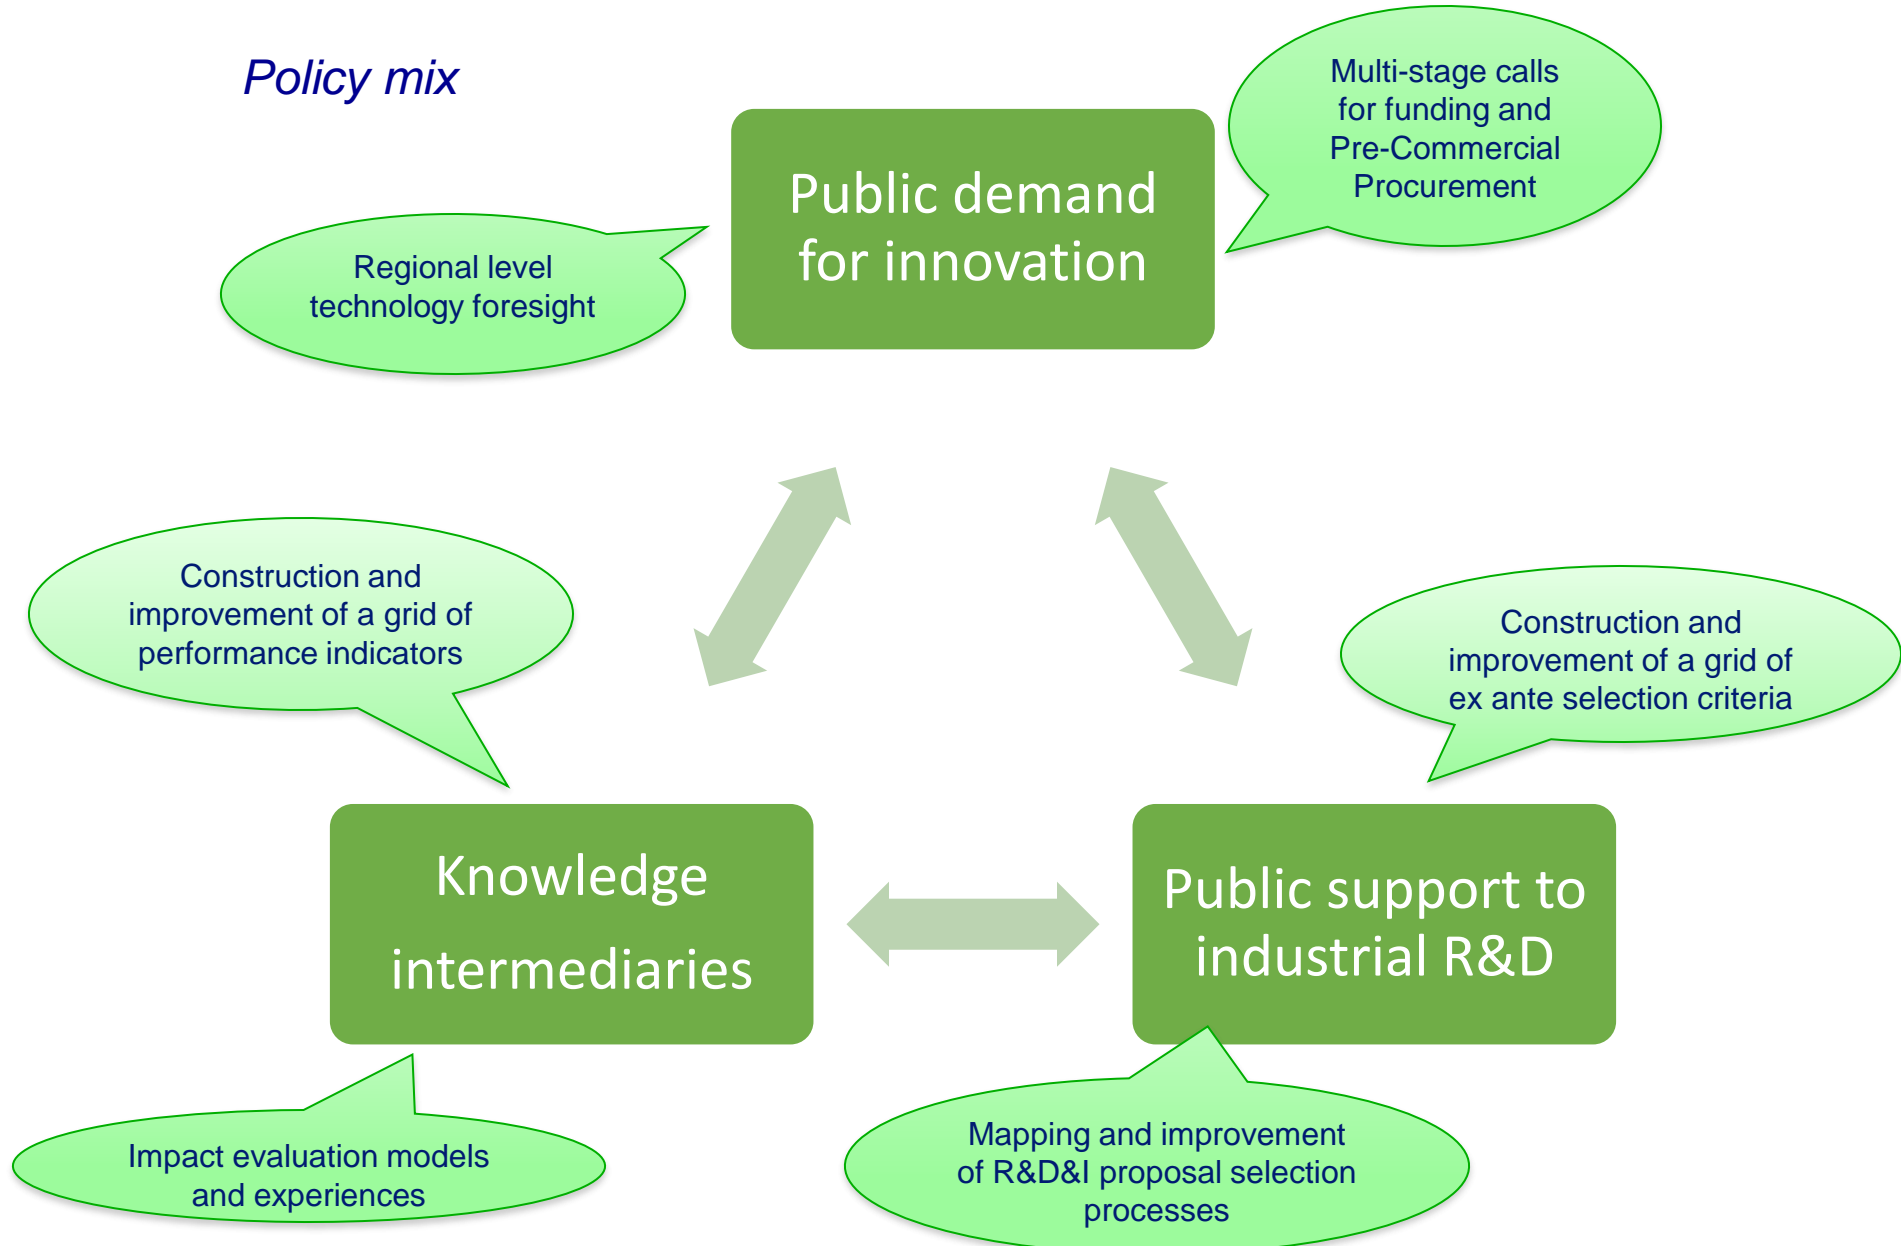 Policy mix
Multi-stage calls
for funding and
Pre-Commercial
Procurement
Public demand
for innovation
Regional level
technology foresight
Construction and
improvement of a grid of
performance indicators
Construction and
improvement of a grid of
ex ante selection criteria
Knowledge
intermediaries
Public support to
industrial R&D
Impact evaluation models
and experiences
Mapping and improvement
of R&D&I proposal selection
processes